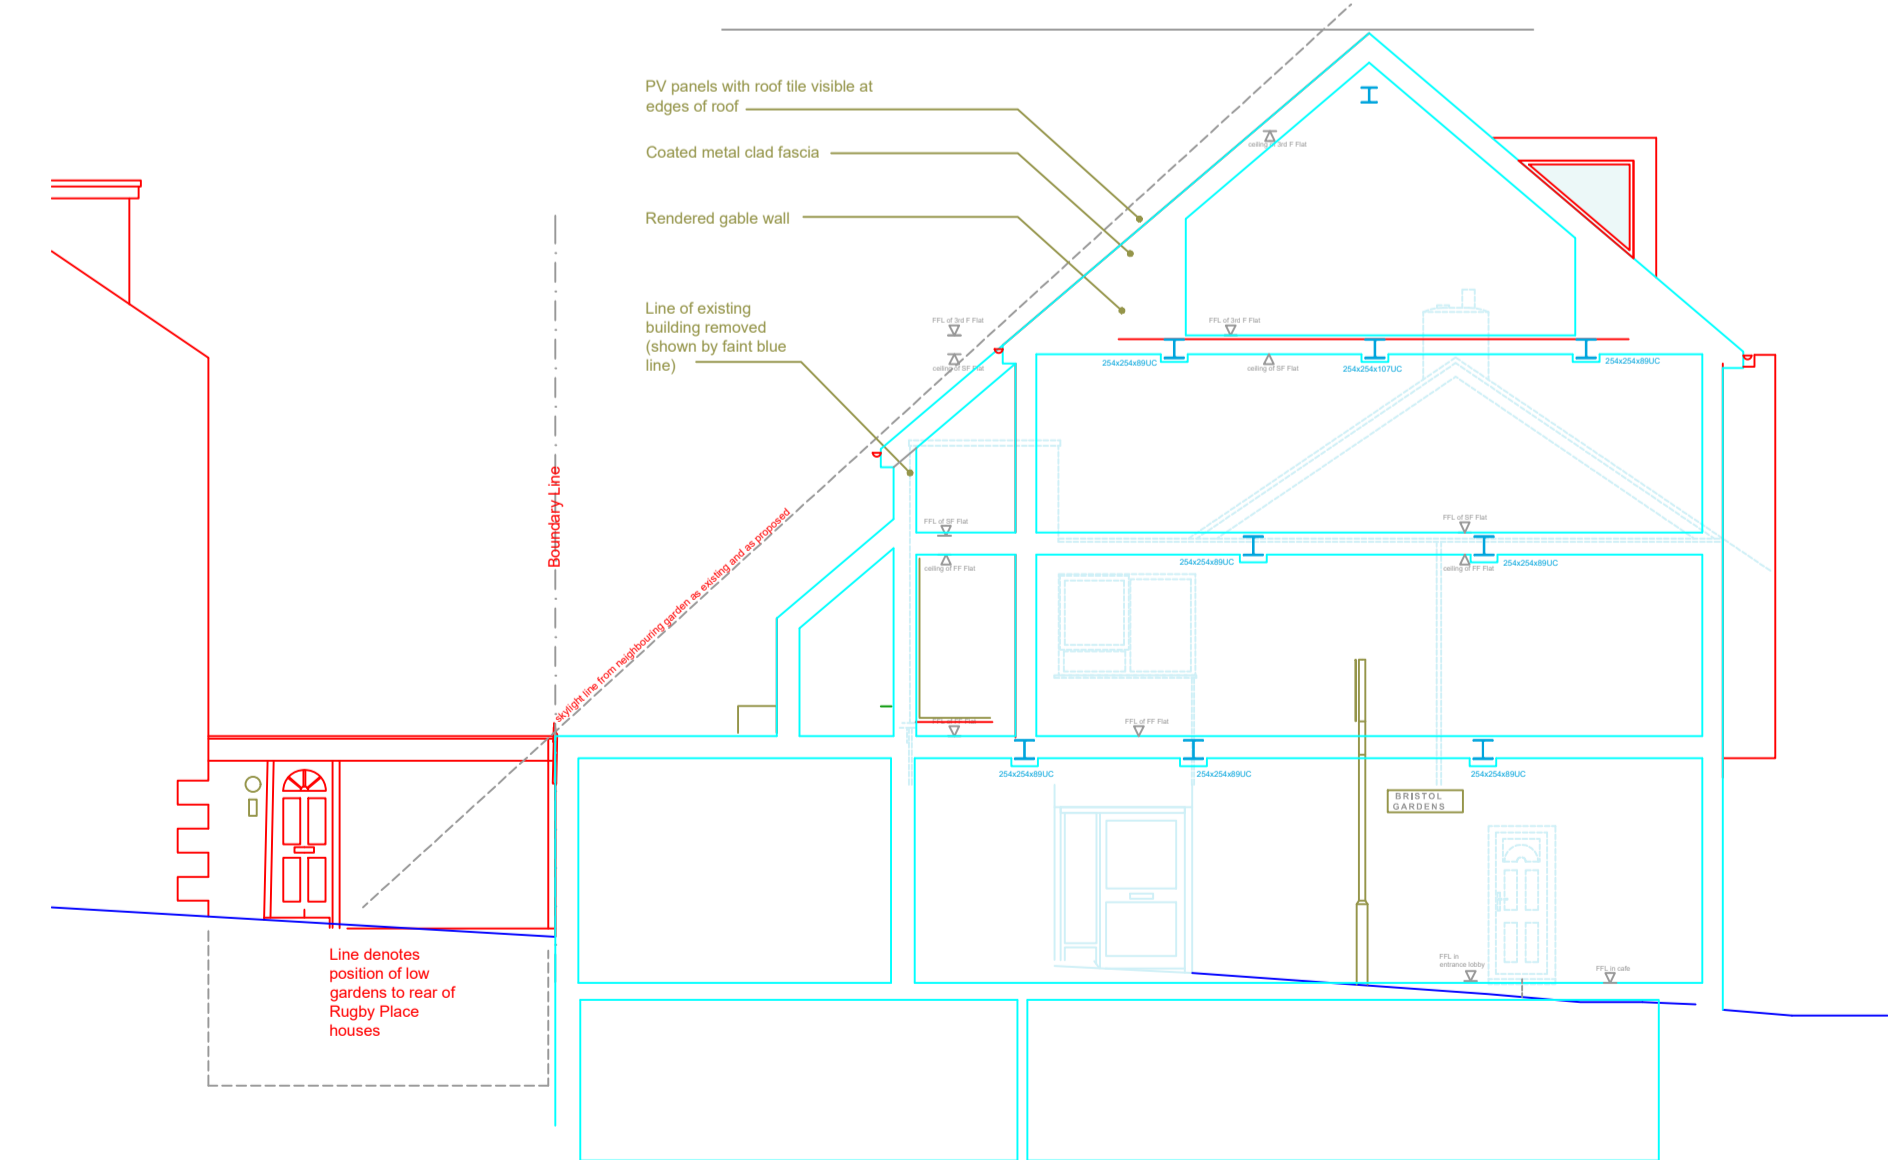 PV panels with roof tile visible at
edges of roof
Coated metal clad fascia
Rendered gable wall
Line of existing
building removed
(shown by faint blue
line)
ceiling of 3rd F Flat
FFL of 3rd F Flat
FFL of 3rd F Flat
ceiling of SF Flat
254x254x89UC
ceiling of SF Flat
254x254x107UC
254x254x89UC
Boundary Line
skylight line from neighbouring garden as existing and as proposed
FFL of SF Flat
FFL of SF Flat
ceiling of FF Flat
254x254x89UC
ceiling of FF Flat
254x254x89UC
FFL of FF Flat
FFL of FF Flat
254x254x89UC
254x254x89UC
254x254x89UC
BRISTOL
GARDENS
Line denotes
position of low
gardens to rear of
Rugby Place
houses
FFL in
entrance lobby
FFL in cafe